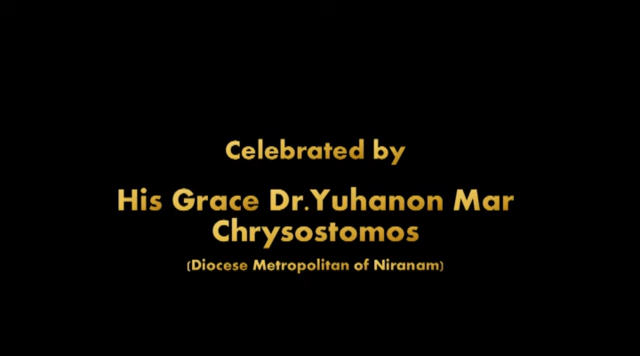 Celebrated by
His Grace Dr.Yuhanon Mar
Chrysostomos
(Diocese Metropolitan of Niranam)